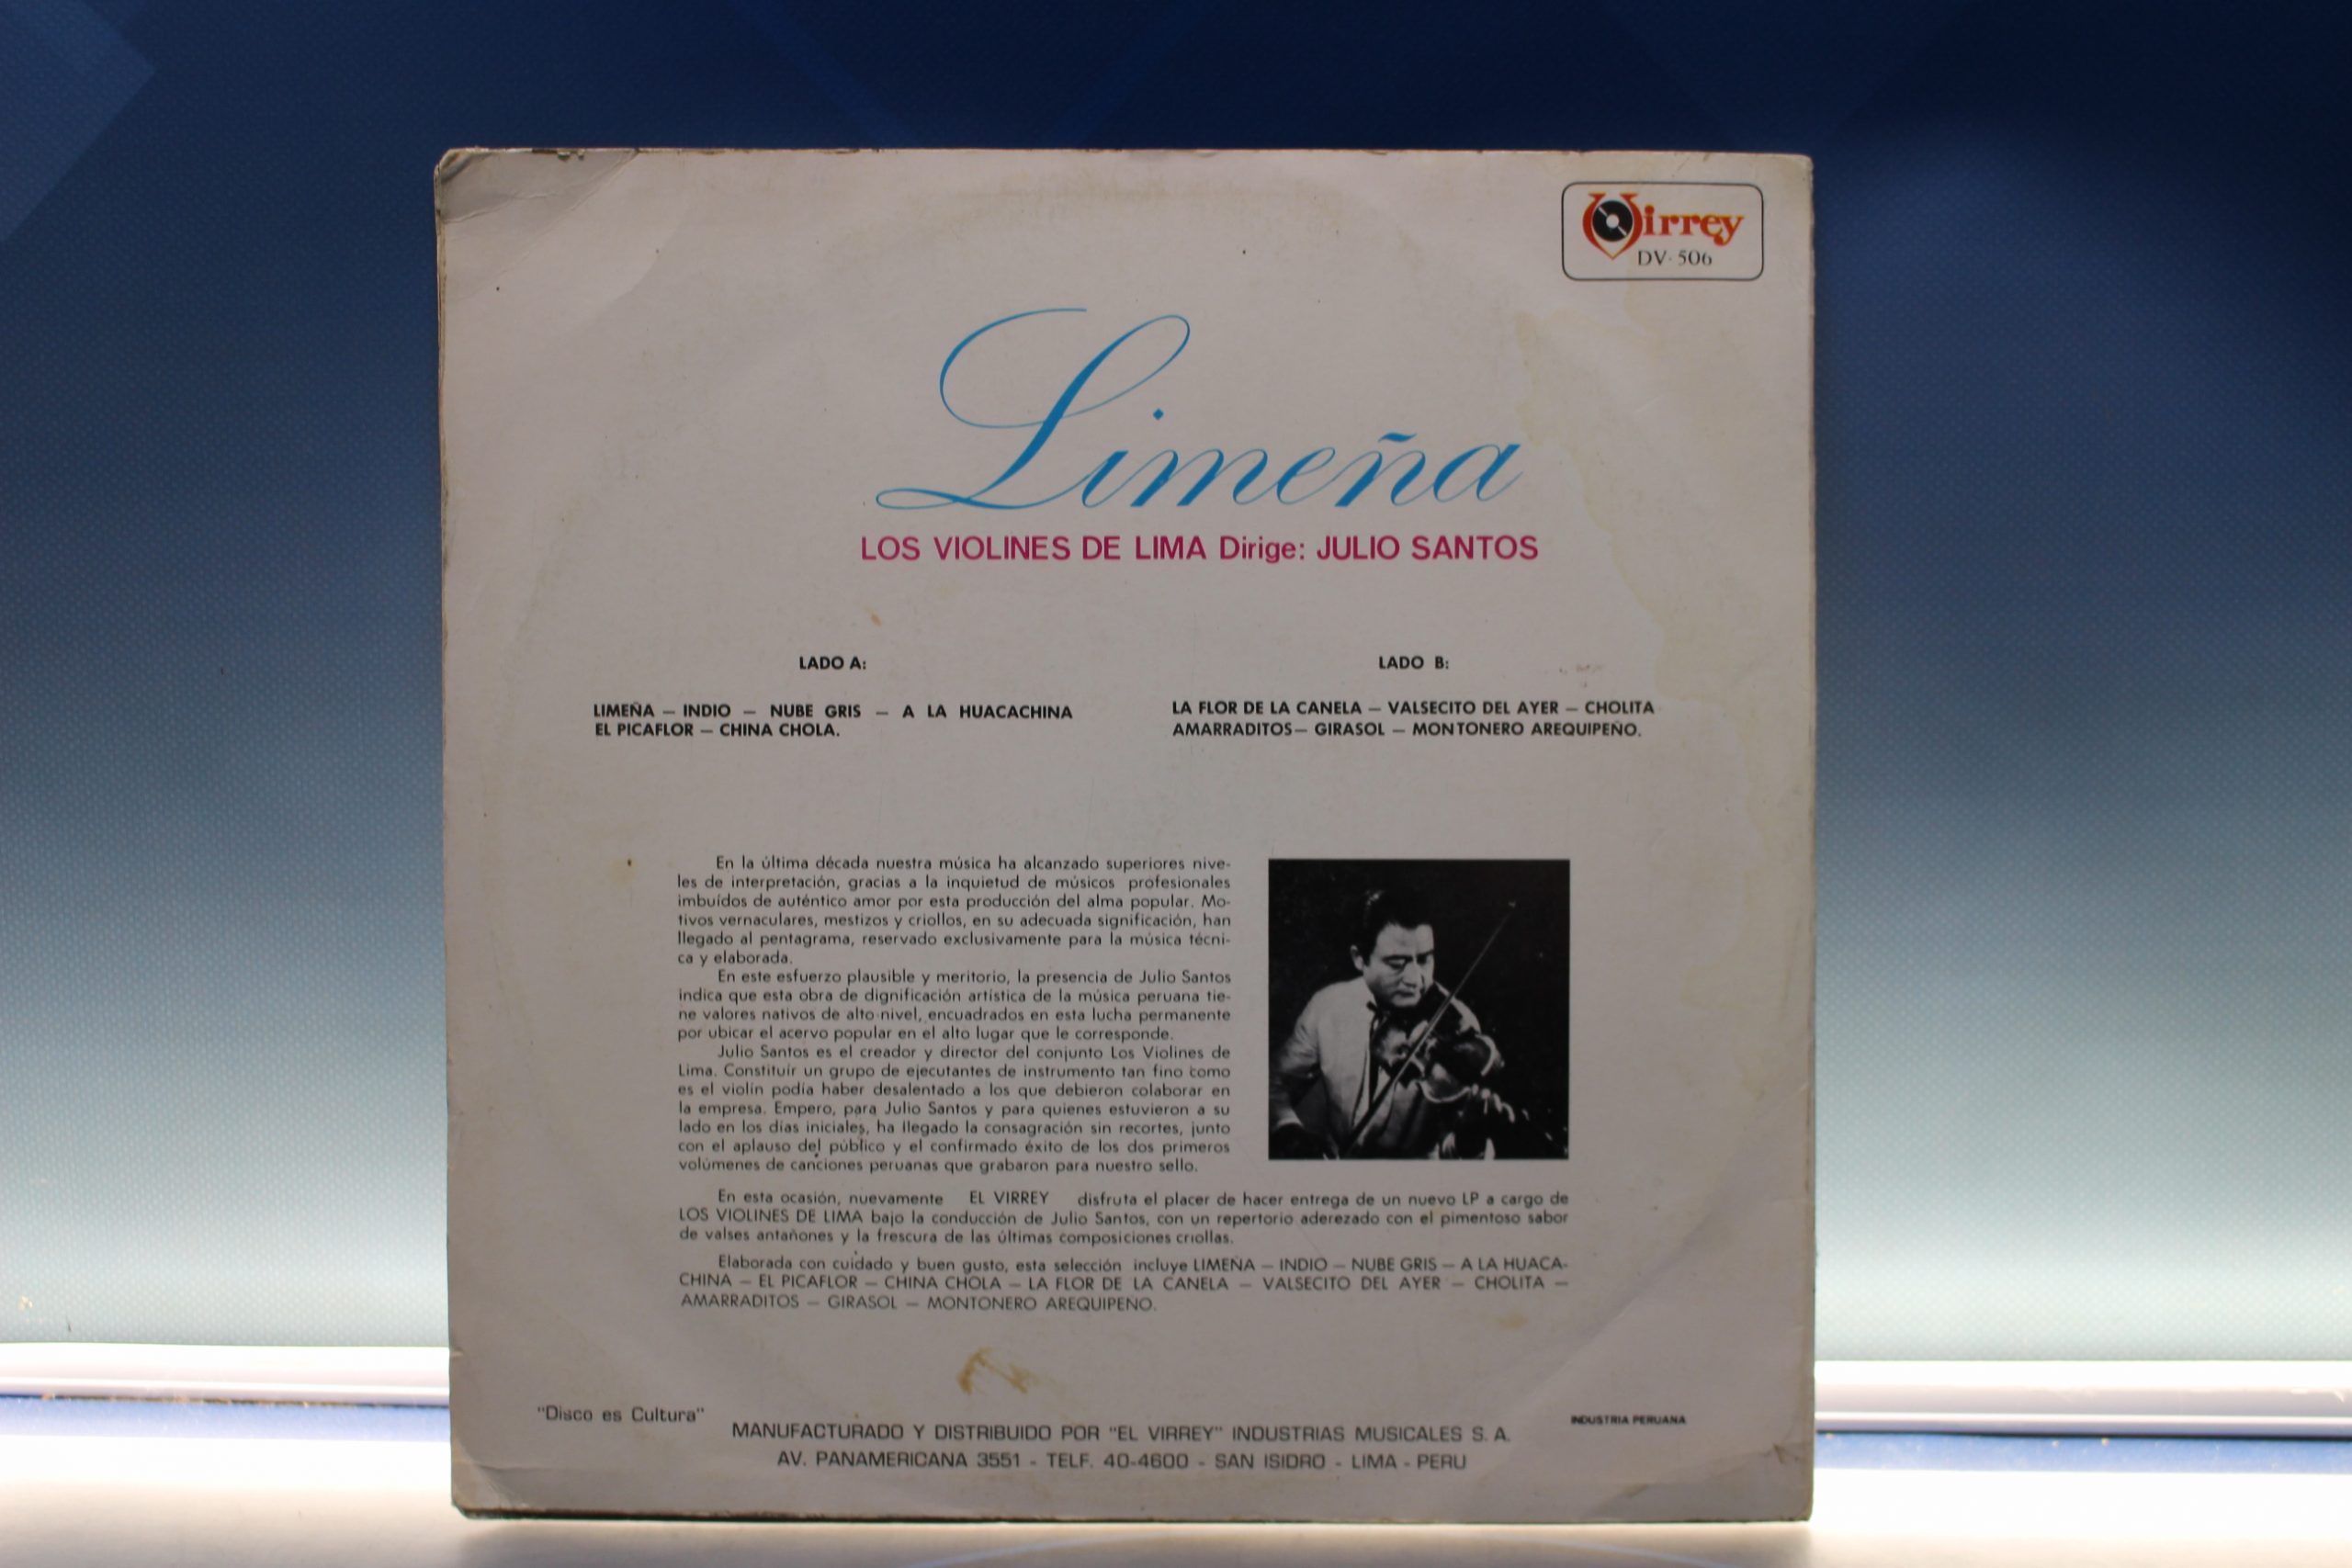 Virrey
DV-506
Limeña
LOS VIOLINES DE LIMA Dirige: JULIO SANTOS
LADO A:
LIMEÑA — INDIO — NUBE GRIS — A LA HUACACHINA
EL PICAFLOR — CHINA CHOLA.
LADO B:
LA FLOR DE LA CANELA — VALSECITO DEL AYER — CHOLITA
AMARRADITOS— GIRASOL — MONTONERO AREQUIPEÑO.
En la última década nuestra música ha alcanzado superiores nive-
les de interpretación, gracias a la inquietud de músicos profesionales
imbuídos de auténtico amor por esta producción del alma popular. Mo-
tivos vernaculares, mestizos y criollos, en su adecuada significación, han
llegado al pentagrama, reservado exclusivamente para la música técni-
ca y elaborada.
En este esfuerzo plausible y meritorio, la presencia de Julio Santos
indica que esta obra de dignificación artística de la música peruana tie-
ne valores nativos de alto nivel, encuadrados en esta lucha permanente
por ubicar el acervo popular en el alto lugar que le corresponde.
Julio Santos es el creador y director del conjunto Los Violines de
Lima. Constituír un grupo de ejecutantes de instrumento tan fino como
es el violín podía haber desalentado a los que debieron colaborar en
la empresa. Empero, para Julio Santos y para quienes estuvieron a su
lado en los días iniciales, ha llegado la consagración sin recortes, junto
con el aplauso del público y el confirmado éxito de los dos primeros
volúmenes de canciones peruanas que grabaron para nuestro sello.
En esta ocasión, nuevamente EL VIRREY disfruta el placer de hacer entrega de un nuevo LP a cargo de
LOS VIOLINES DE LIMA bajo la conducción de Julio Santos, con un repertorio aderezado con el pimentoso sabor
de valses antañones y la frescura de las últimas composiciones criollas.
Elaborada con cuidado y buen gusto, esta selección incluye LIMEÑA — INDIO — NUBE GRIS — A LA HUACA-
CHINA — EL PICAFLOR — CHINA CHOLA — LA FLOR DE LA CANELA — VALSECITO DEL AYER — CHOLITA —
AMARRADITOS — GIRASOL — MONTONERO AREQUIPEÑO.
"Disco es Cultura"
INDUSTRIA PERUANA
MANUFACTURADO Y DISTRIBUIDO POR "EL VIRREY" INDUSTRIAS MUSICALES S. A.
AV. PANAMERICANA 3551 - TELF. 40-4600 - SAN ISIDRO - LIMA - PERU